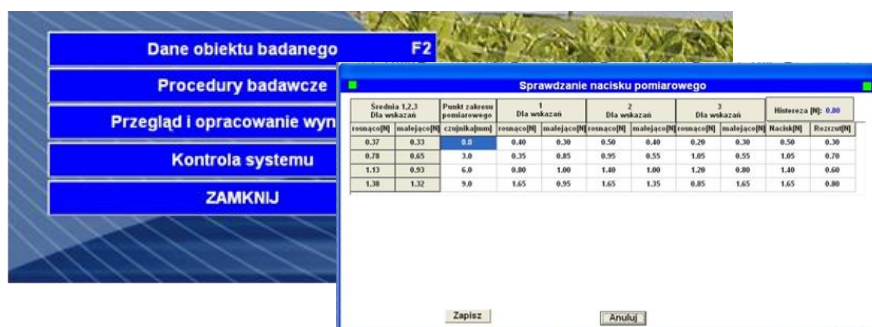 Dane obiektu badanego F2
Procedury badawcze
Przegląd i opracowanie wyn
Kontrola systemu
ZAMKNIJ
Sprawdzanie nacisku pomiarowego
Średnia 1,2,3 Punkt zakresu 1 2 3 Histereza [N]: 0.80
Dla wskazań pomiarowego Dla wskazań Dla wskazań Dla wskazań
rosnąco[N] malejąco[N] czujnika[mm] rosnąco[N] malejąco[N] rosnąco[N] malejąco[N] rosnąco[N] malejąco[N] Nacisk[N] Rozrzut[N]
0.37 0.33 0.0 0.40 0.30 0.50 0.40 0.20 0.30 0.50 0.30
0.78 0.65 3.0 0.35 0.85 0.95 0.55 1.05 0.55 1.05 0.70
1.13 0.93 6.0 0.80 1.00 1.40 1.00 1.20 0.80 1.40 0.60
1.38 1.32 9.0 1.65 0.95 1.65 1.35 0.85 1.65 1.65 0.80
Zapisz Anuluj